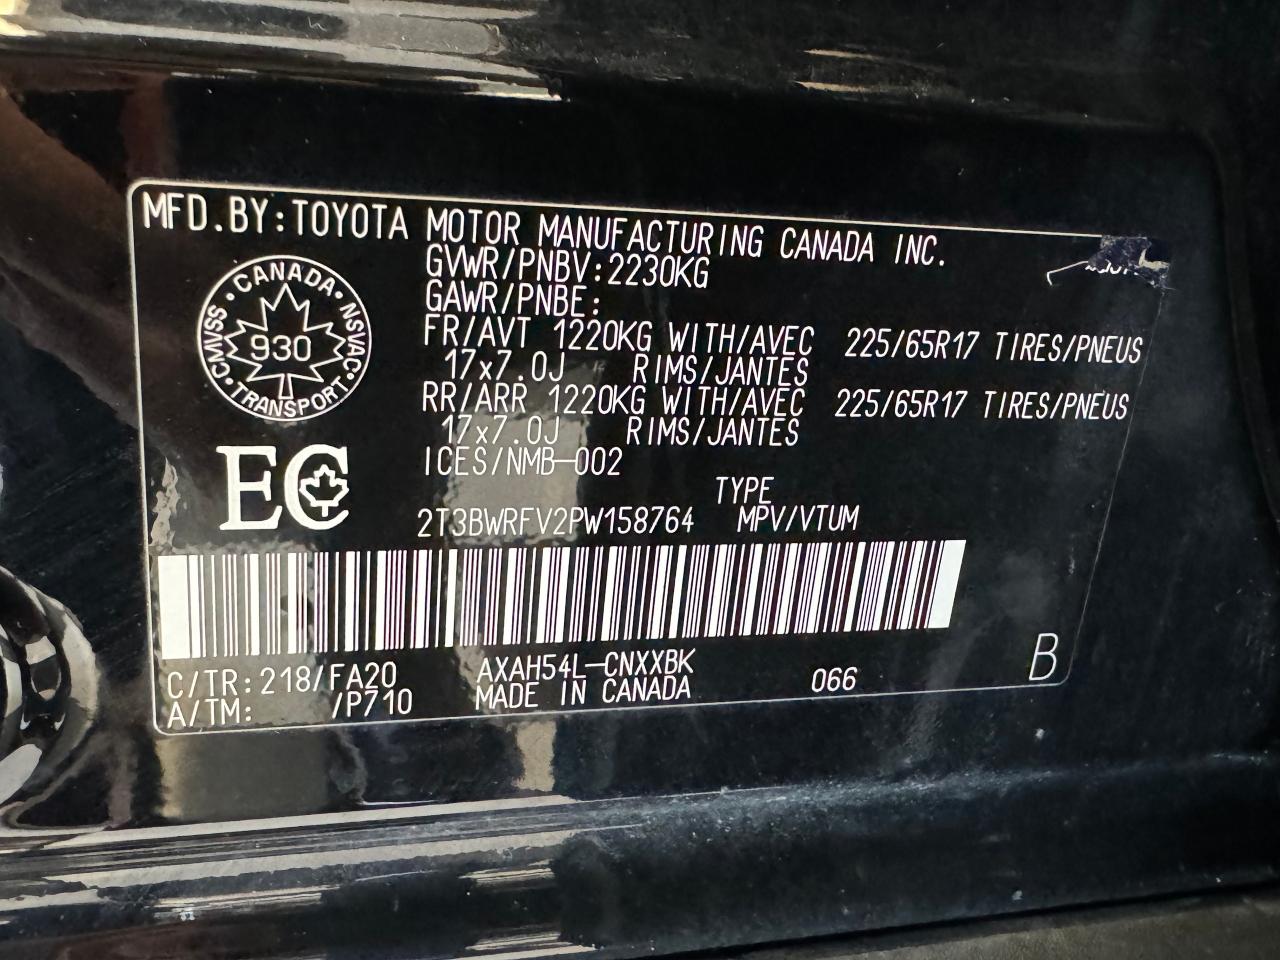 MFD.BY:TOYOTA MOTOR MANUFACTURING CANADA INC.
GVWR/PNBV:2230KG
GAWR/PNBE:
FR/AVT 1220KG WITH/AVEC 225/65R17 TIRES/PNEUS
17x7.0J RIMS/JANTES
RR/ARR 1220KG WITH/AVEC 225/65R17 TIRES/PNEUS
17x7.0J RIMS/JANTES
ICES/NMB-002
CANADA · NSVAC · TRANSPORT · CMVSS ·
930
EC
TYPE
2T3BWRFV2PW158764 MPV/VTUM
C/TR:218/FA20 AXAH54L-CNXXBK 066 B
A/TM: /P710 MADE IN CANADA